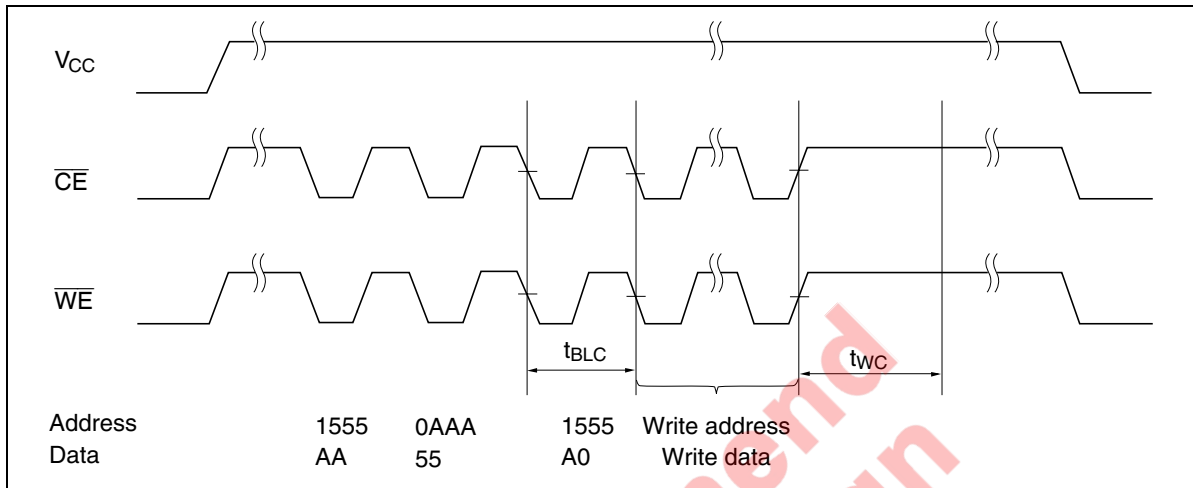 VCC
CE
WE
tBLC
tWC
Address 1555 0AAA 1555 Write address
Data AA 55 A0 Write data